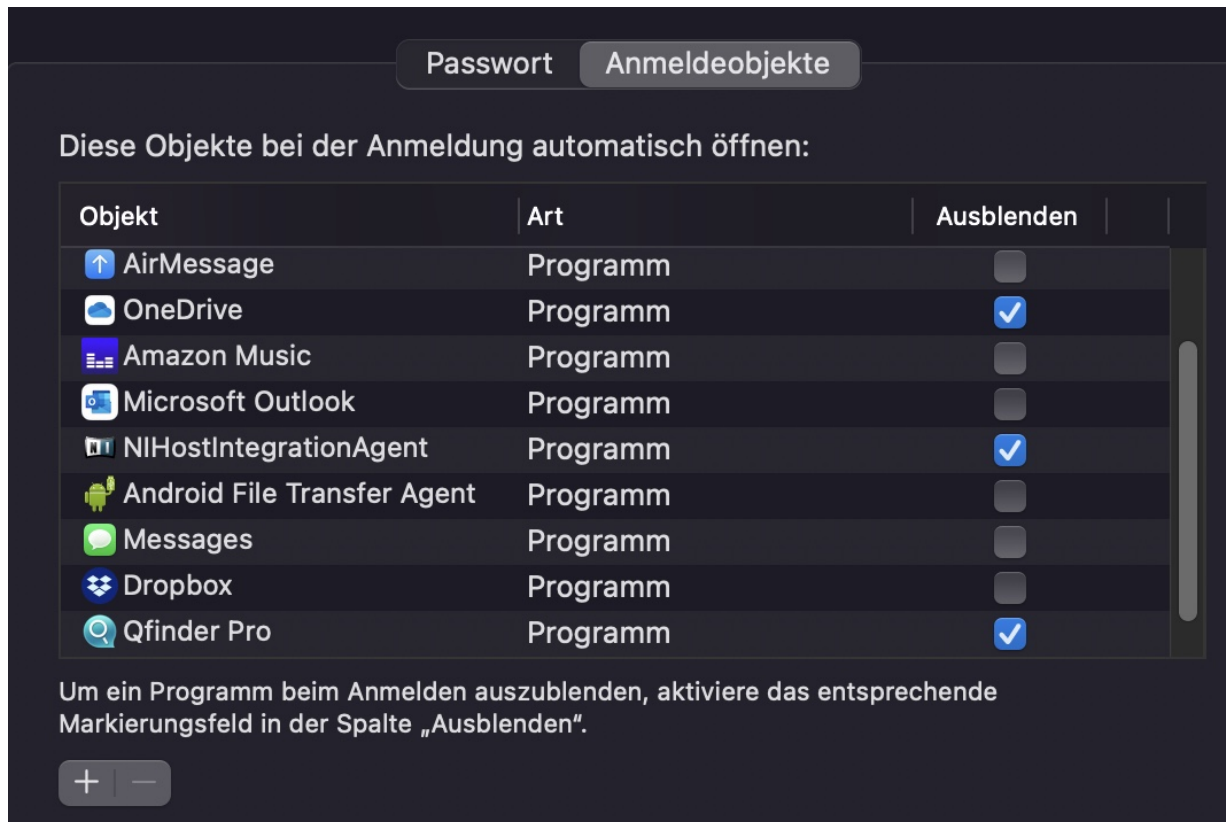 Passwort Anmeldeobjekte
Diese Objekte bei der Anmeldung automatisch öffnen:
Objekt Art Ausblenden
AirMessage Programm
OneDrive Programm
Amazon Music Programm
Microsoft Outlook Programm
NIHostIntegrationAgent Programm
Android File Transfer Agent Programm
Messages Programm
Dropbox Programm
Qfinder Pro Programm
Um ein Programm beim Anmelden auszublenden, aktiviere das entsprechende
Markierungsfeld in der Spalte „Ausblenden“.